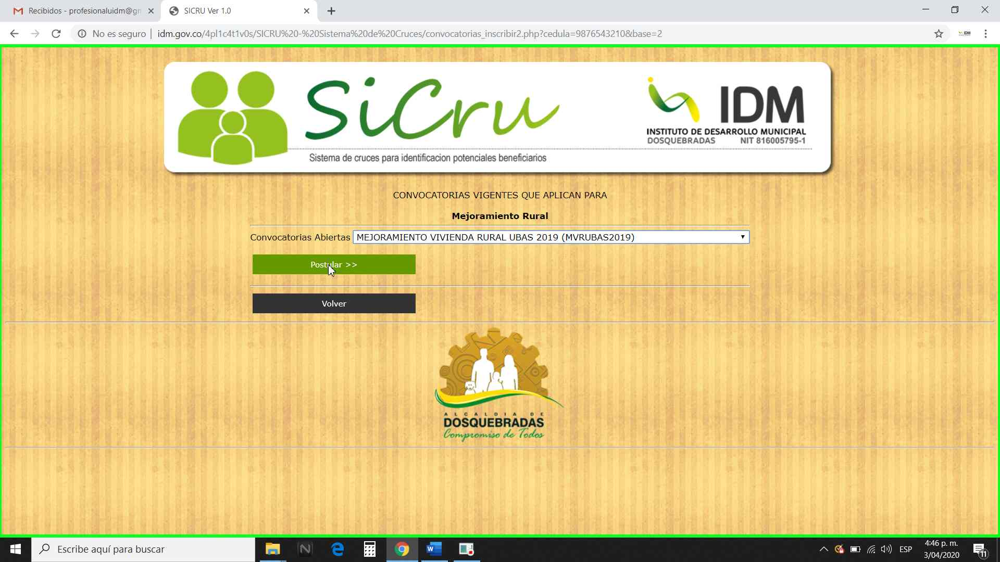 Recibidos - profesionaluidm@gm
SICRU Ver 1.0
No es seguro | idm.gov.co/4pl1c4t1v0s/SICRU%20-%20Sistema%20de%20Cruces/convocatorias_inscribir2.php?cedula=9876543210&base=2
IDM
SiCru
Sistema de cruces para identificacion potenciales beneficiarios
IDM
INSTITUTO DE DESARROLLO MUNICIPAL
DOSQUEBRADAS NIT 816005795-1
CONVOCATORIAS VIGENTES QUE APLICAN PARA
Mejoramiento Rural
Convocatorias Abiertas MEJORAMIENTO VIVIENDA RURAL UBAS 2019 (MVRUBAS2019)
Postular >>
Volver
ALCALDIA DE
DOSQUEBRADAS
Compromiso de Todos
Escribe aquí para buscar
N
W
ESP
4:46 p. m.
3/04/2020
11